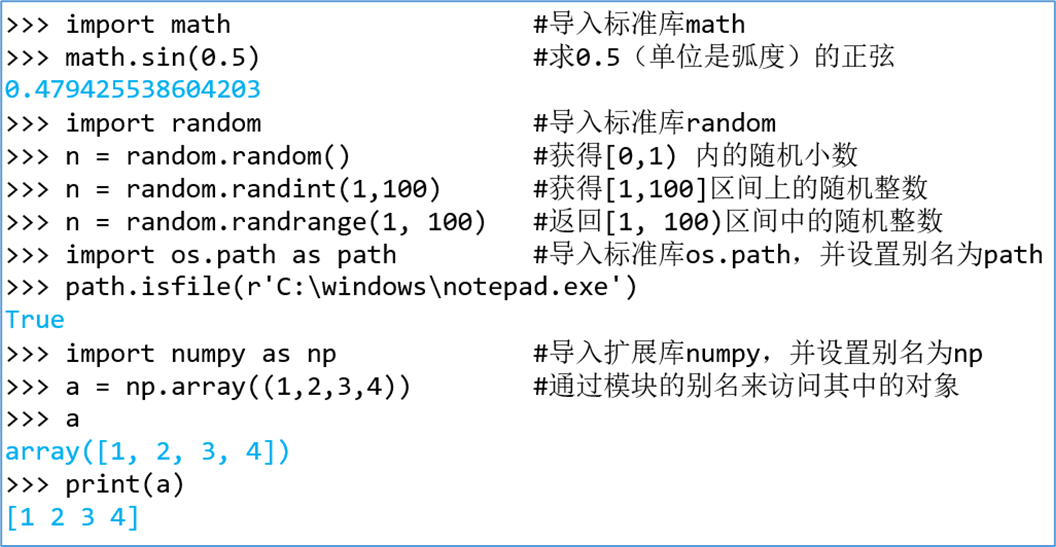 >>> import math #导入标准库math
>>> math.sin(0.5) #求0.5（单位是弧度）的正弦
0.479425538604203
>>> import random #导入标准库random
>>> n = random.random() #获得[0,1) 内的随机小数
>>> n = random.randint(1,100) #获得[1,100]区间上的随机整数
>>> n = random.randrange(1, 100) #返回[1, 100)区间中的随机整数
>>> import os.path as path #导入标准库os.path，并设置别名为path
>>> path.isfile(r'C:\windows\notepad.exe')
True
>>> import numpy as np #导入扩展库numpy，并设置别名为np
>>> a = np.array((1,2,3,4)) #通过模块的别名来访问其中的对象
>>> a
array([1, 2, 3, 4])
>>> print(a)
[1 2 3 4]